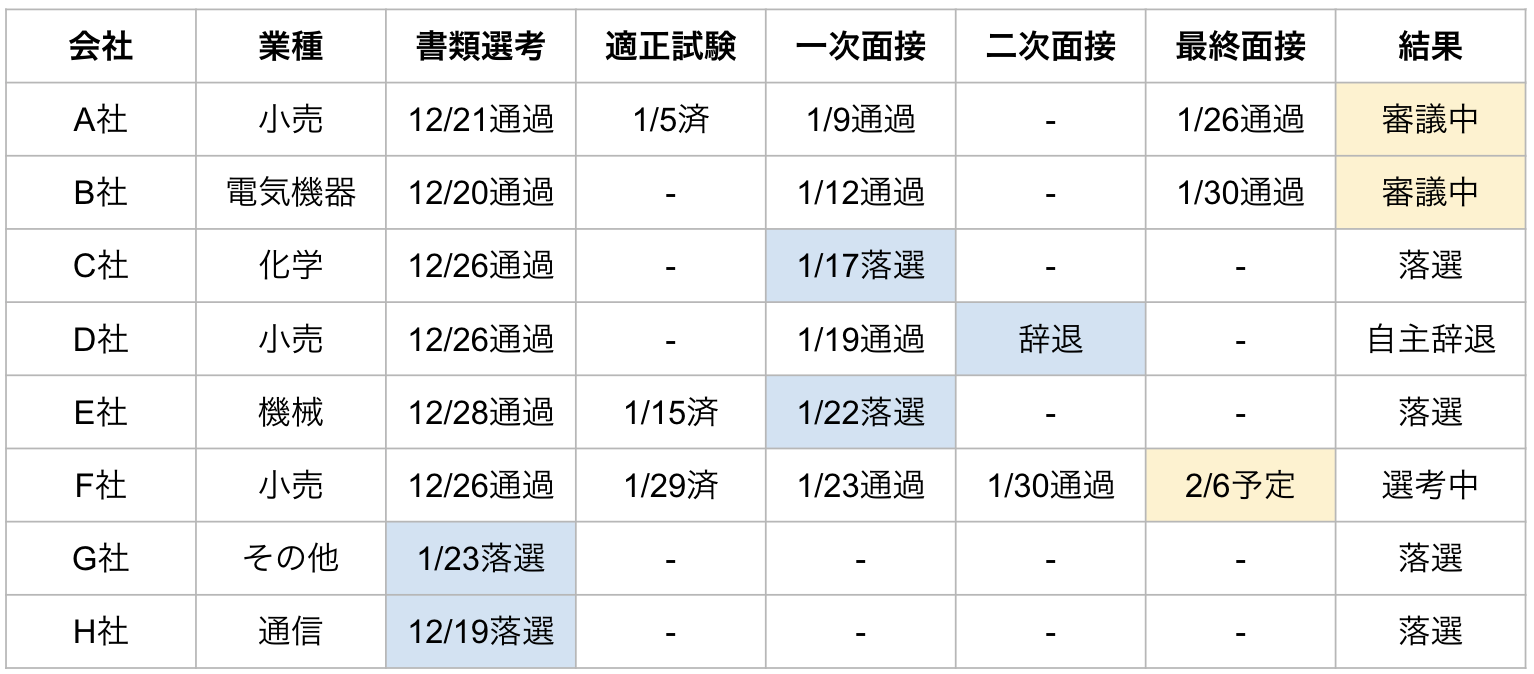 会社 業種 書類選考 適正試験 一次面接 二次面接 最終面接 結果
A社 小売 12/21通過 1/5済 1/9通過 - 1/26通過 審議中
B社 電気機器 12/20通過 - 1/12通過 - 1/30通過 審議中
C社 化学 12/26通過 - 1/17落選 - - 落選
D社 小売 12/26通過 - 1/19通過 辞退 - 自主辞退
E社 機械 12/28通過 1/15済 1/22落選 - - 落選
F社 小売 12/26通過 1/29済 1/23通過 1/30通過 2/6予定 選考中
G社 その他 1/23落選 - - - - 落選
H社 通信 12/19落選 - - - - 落選